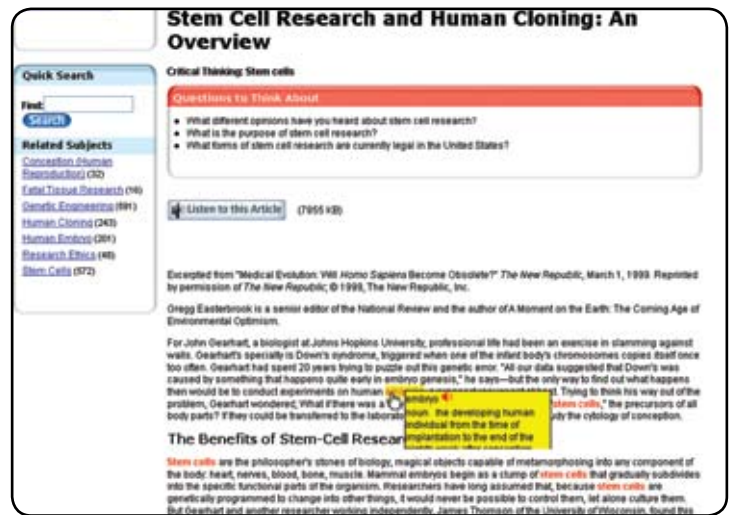 Stem Cell Research and Human Cloning: An
Overview
Quick Search
Find:
Search
Related Subjects
Conception (Human
Reproduction) (32)
Fetal Tissue Research (16)
Genetic Engineering (691)
Human Cloning (243)
Human Embryo (201)
Research Ethics (48)
Stem Cells (572)
Critical Thinking: Stem cells
Questions to Think About
• What different opinions have you heard about stem cell research?
• What is the purpose of stem cell research?
• What forms of stem cell research are currently legal in the United States?
Listen to this Article (7955 KB)
Excerpted from "Medical Evolution: Will Homo Sapiens Become Obsolete?" The New Republic, March 1, 1999. Reprinted
by permission of The New Republic, © 1999, The New Republic, Inc.
Gregg Easterbrook is a senior editor of the National Review and the author of A Moment on the Earth: The Coming Age of
Environmental Optimism.
For John Gearhart, a biologist at Johns Hopkins University, professional life had been an exercise in slamming against
walls. Gearhart's specialty is Down's syndrome, triggered when one of the infant body's chromosomes copies itself once
too often. Gearhart had spent 20 years trying to puzzle out this genetic error. "All our data suggested that Down's was
caused by something that happens quite early in embryo genesis," he says—but the only way to find out what happens
then would be to conduct experiments on human Trying to think his way out of the
problem, Gearhart wondered, What if there was a stem cells," the precursors of all
body parts? If they could be transferred to the laborat dy the cytology of conception.
embryo
noun the developing human
individual from the time of
implantation to the end of the
The Benefits of Stem-Cell Resear
Stem cells are the philosopher's stones of biology, magical objects capable of metamorphosing into any component of
the body: heart, nerves, blood, bone, muscle. Mammal embryos begin as a clump of stem cells that gradually subdivides
into the specific functional parts of the organism. Researchers have long assumed that, because stem cells are
genetically programmed to change into other things, it would never be possible to control them, let alone culture them.
But Gearhart and another researcher working independently, James Thomson of the University of Wisconsin, found this